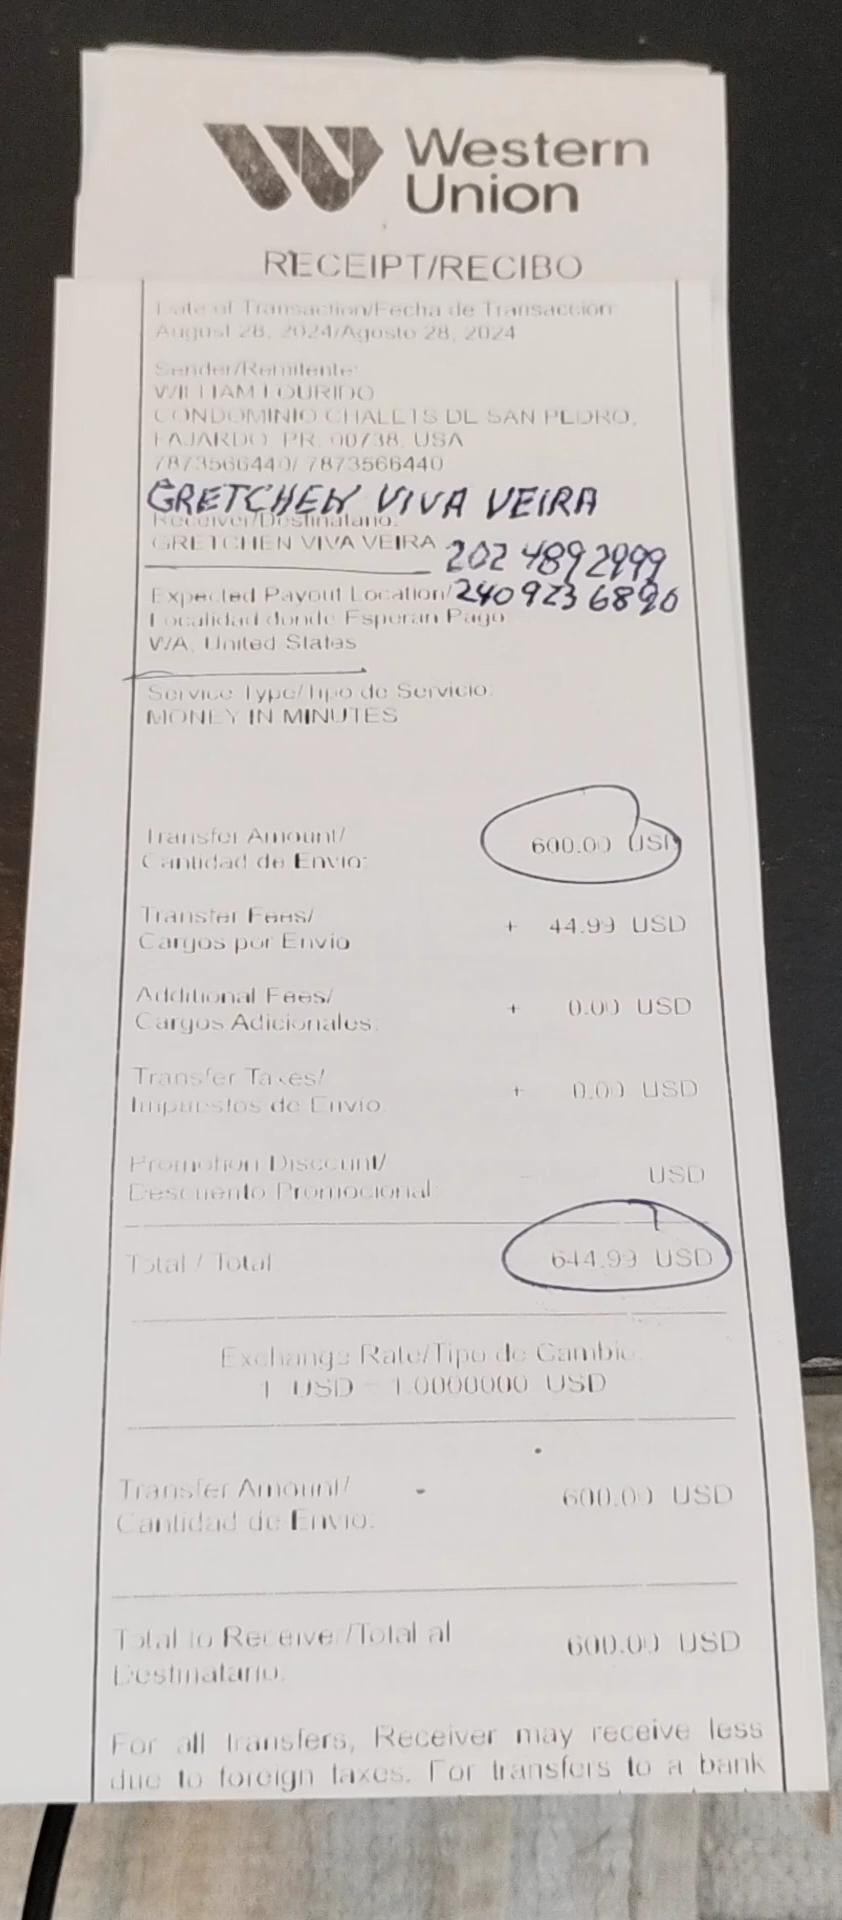 Western
Union
RECEIPT/RECIBO
Date of Transaction/Fecha de Transacción:
August 28, 2024/Agosto 28, 2024
Sender/Remitente:
WILLIAM LOURIDO
CONDOMINIO CHALETS DE SAN PEDRO,
FAJARDO, PR, 00738, USA
7873566440/ 7873566440
GRETCHEN VIVA VEIRA
Receiver/Destinatario:
GRETCHEN VIVA VEIRA 202 489 2999
Expected Payout Location/ 240 923 6890
Localidad donde Esperan Pago
WA, United States
Service Type/Tipo de Servicio:
MONEY IN MINUTES
Transfer Amount/
Cantidad de Envio: 600.00 USD
Transfer Fees/
Cargos por Envio + 44.99 USD
Additional Fees/
Cargos Adicionales: + 0.00 USD
Transfer Taxes/
Impuestos de Envio + 0.00 USD
Promotion Discount/
Descuento Promocional: USD
Total / Total 644.99 USD
Exchange Rate/Tipo de Cambio:
1 USD = 1.0000000 USD
Transfer Amount/
Cantidad de Envio: 600.00 USD
Total to Receiver/Total al
Destinatario: 600.00 USD
For all transfers, Receiver may receive less
due to foreign taxes. For transfers to a bank